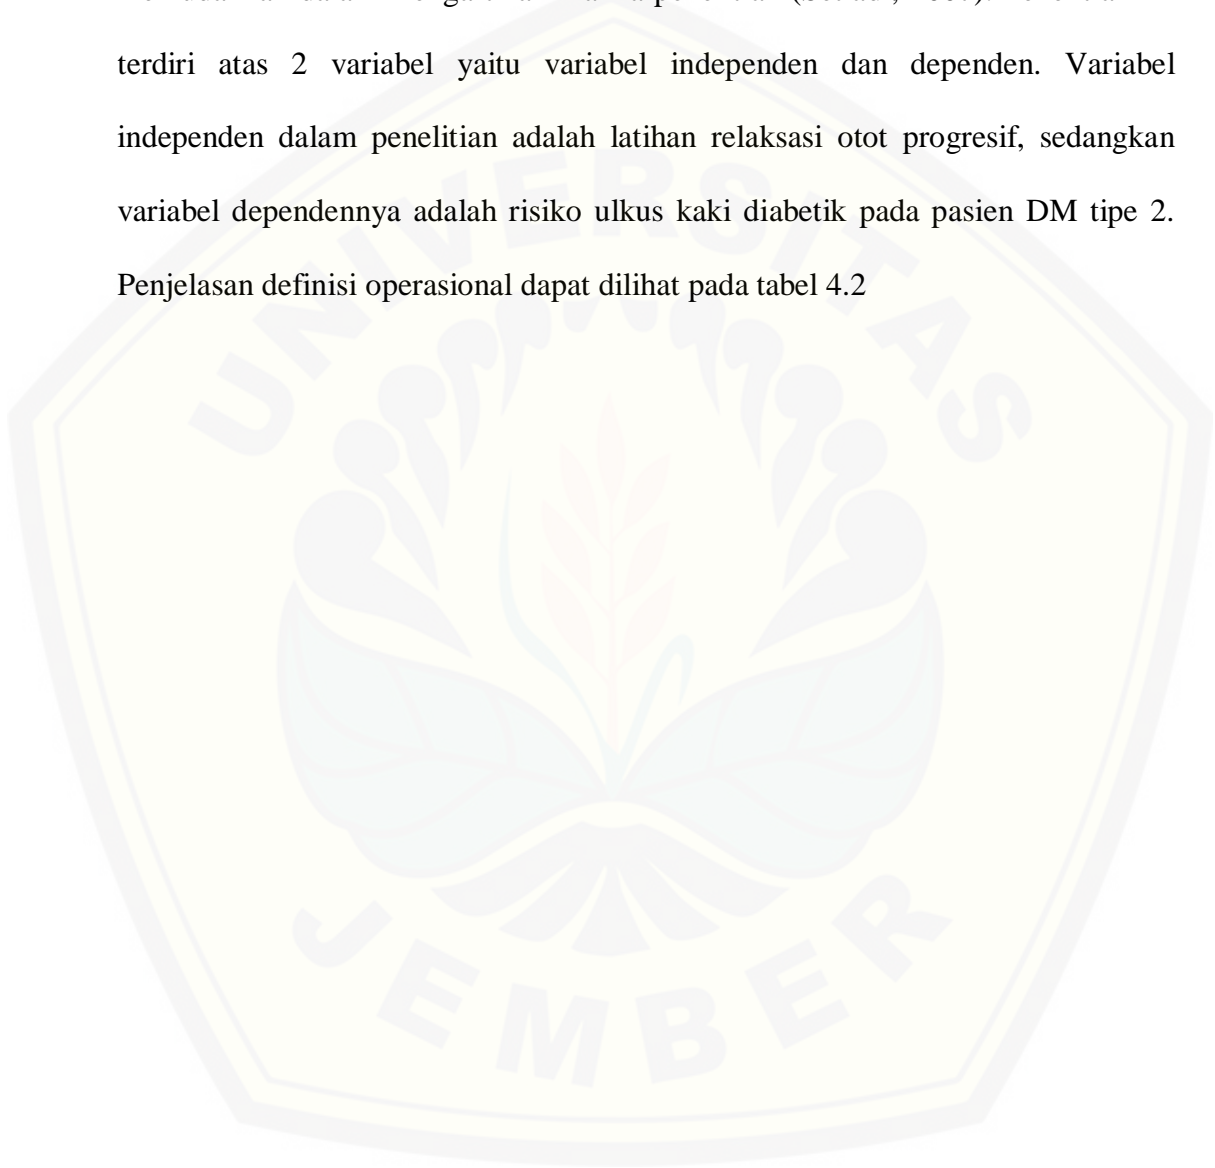 terdiri atas 2 variabel yaitu variabel independen dan dependen. Variabel
independen dalam penelitian adalah latihan relaksasi otot progresif, sedangkan
variabel dependennya adalah risiko ulkus kaki diabetik pada pasien DM tipe 2.
Penjelasan definisi operasional dapat dilihat pada tabel 4.2
UNIVERSITAS
JEMBER